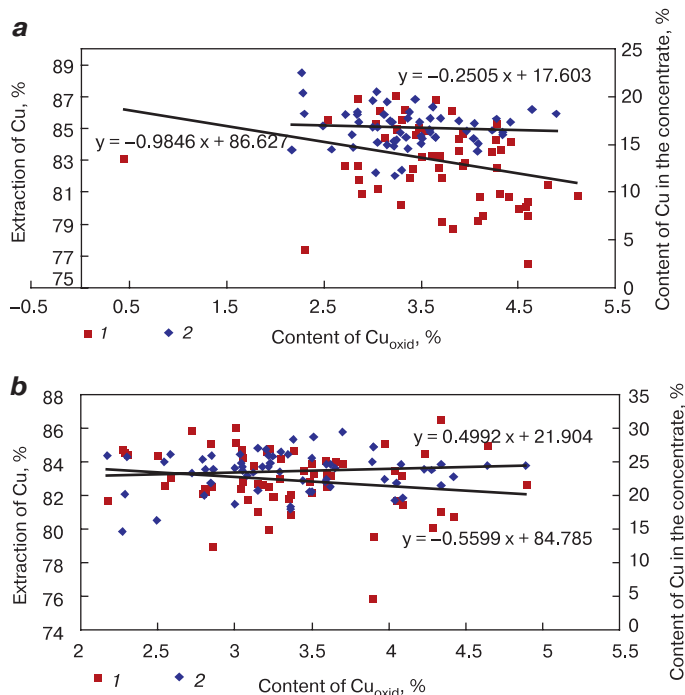 a
Extraction of Cu, %
89
87
85
83
81
79
77
75
25
20
15
10
5
0
Content of Cu in the concentrate, %
y = –0.2505 x + 17.603
y = –0.9846 x + 86.627
–0.5 0.5 2.5 3.5 4.5 5.5
1 2 Content of Cuoxid, %
b
Extraction of Cu, %
88
86
84
82
80
78
76
74
35
30
25
20
15
10
5
0
Content of Cu in the concentrate, %
y = 0.4992 x + 21.904
y = –0.5599 x + 84.785
2 2.5 3 3.5 4 4.5 5 5.5
1 2 Content of Cuoxid, %